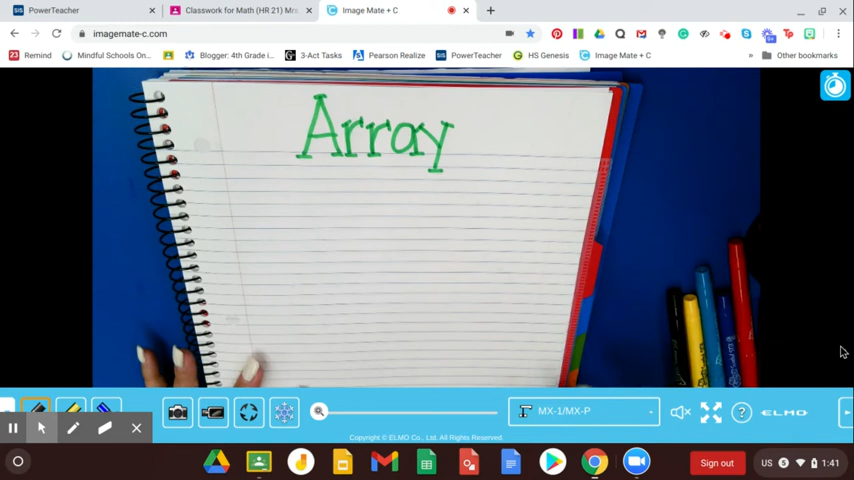 PowerTeacher
Classwork for Math (HR 21) Mrs
Image Mate + C
imagemate-c.com
23 Remind
Mindful Schools On...
Blogger: 4th Grade i...
3-Act Tasks
Pearson Realize
SIS PowerTeacher
HS Genesis
Image Mate + C
» Other bookmarks
Array
MX-1/MX-P
? ELMO
Copyright © ELMO Co., Ltd. All Rights Reserved.
Sign out
US
1:41